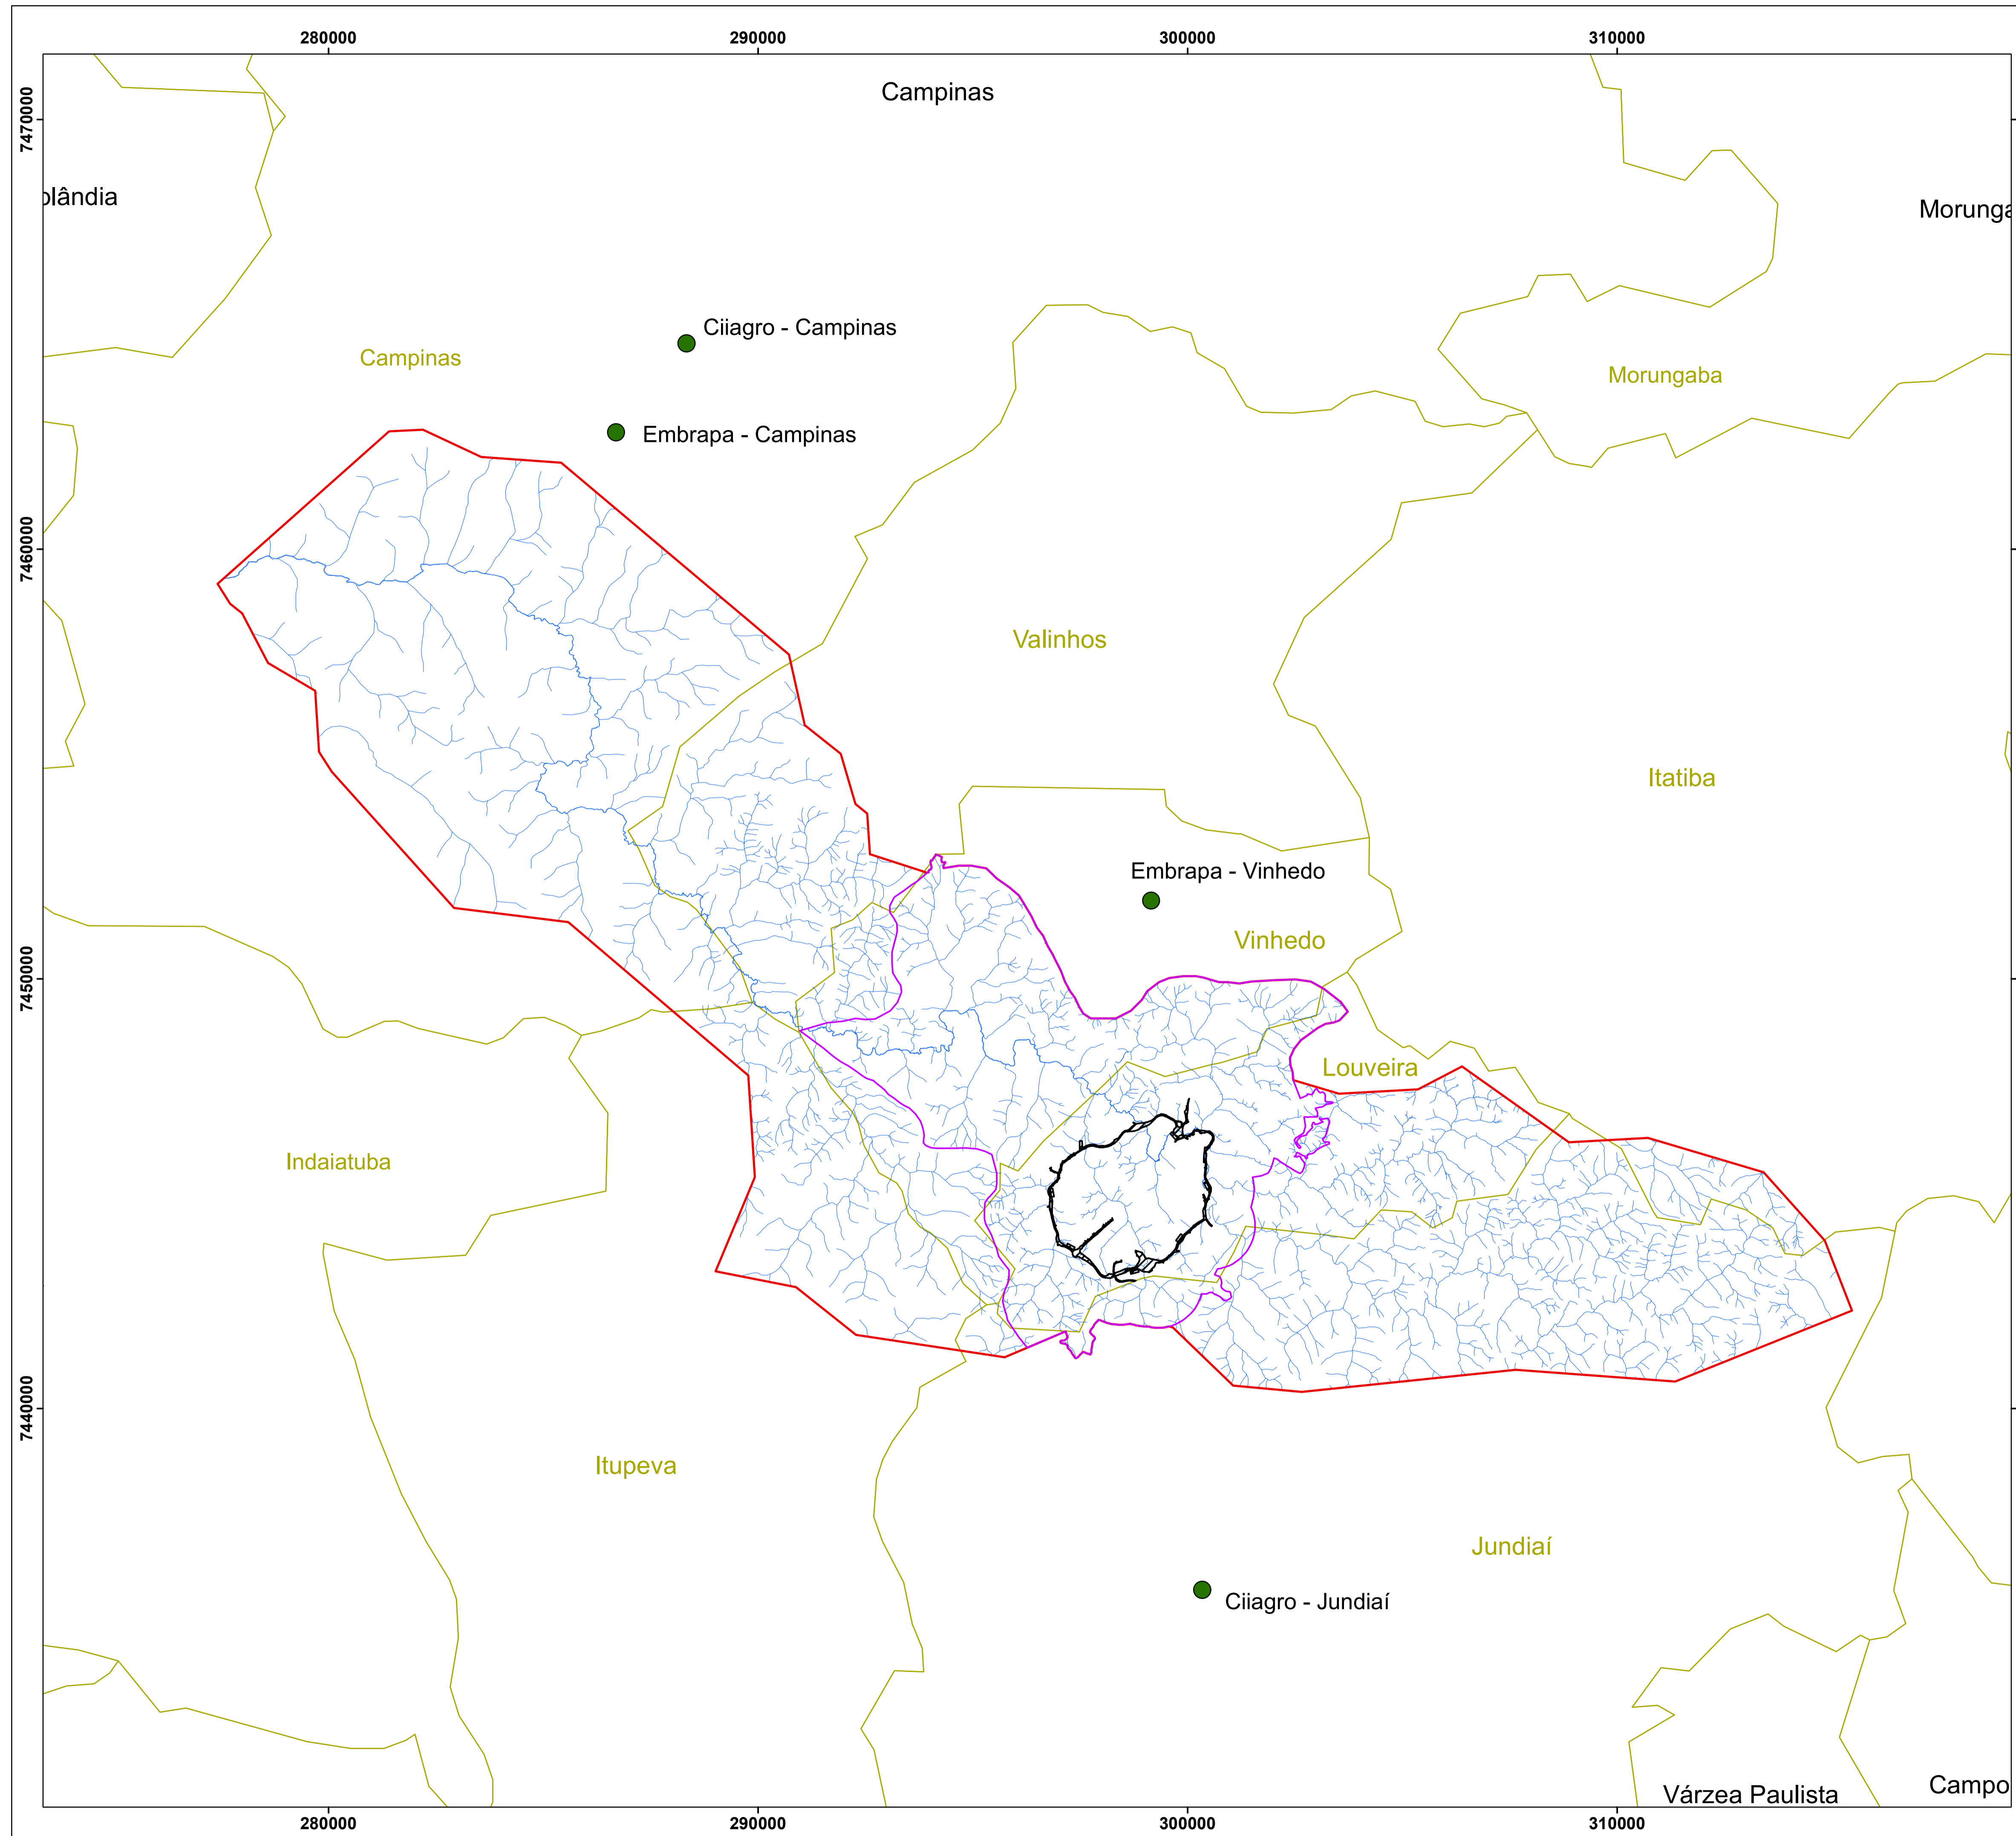 280000
290000
300000
310000
7470000
Campinas
olândia
Morunga
Ciiagro - Campinas
Campinas
Morungaba
Embrapa - Campinas
7460000
Valinhos
Itatiba
Embrapa - Vinhedo
Vinhedo
7450000
Louveira
Indaiatuba
7440000
Itupeva
Jundiaí
Ciiagro - Jundiaí
Várzea Paulista
Campo
280000
290000
300000
310000